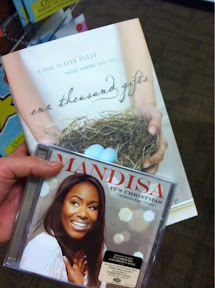 A DARE TO LIVE FULLY
RIGHT WHERE YOU ARE
one thousand gifts
MANDISA
IT'S CHRISTMAS